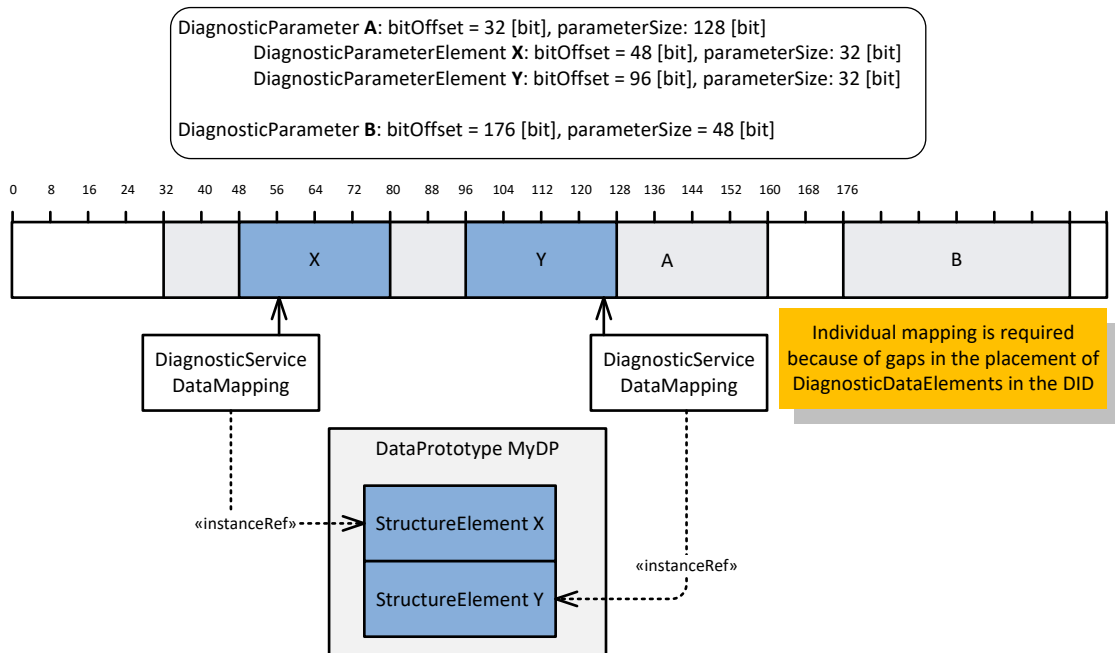 DiagnosticParameter A: bitOffset = 32 [bit], parameterSize: 128 [bit]
DiagnosticParameterElement X: bitOffset = 48 [bit], parameterSize: 32 [bit]
DiagnosticParameterElement Y: bitOffset = 96 [bit], parameterSize: 32 [bit]
DiagnosticParameter B: bitOffset = 176 [bit], parameterSize = 48 [bit]
0 8 16 24 32 40 48 56 64 72 80 88 96 104 112 120 128 136 144 152 160 168 176
X Y A B
DiagnosticService
DataMapping
DiagnosticService
DataMapping
Individual mapping is required
because of gaps in the placement of
DiagnosticDataElements in the DID
DataPrototype MyDP
«instanceRef»
StructureElement X
«instanceRef»
StructureElement Y